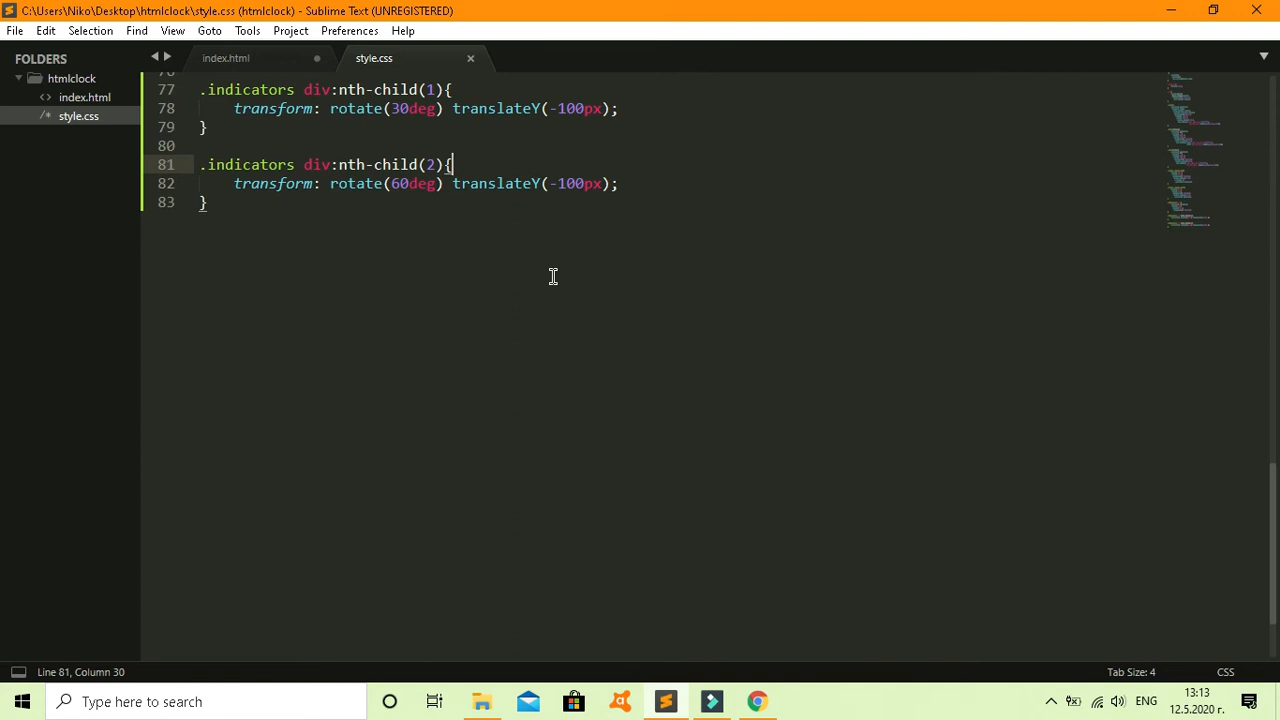 C:\Users\Niko\Desktop\htmlclock\style.css (htmlclock) - Sublime Text (UNREGISTERED)
File Edit Selection Find View Goto Tools Project Preferences Help
FOLDERS
htmlclock
<> index.html
/* style.css
index.html
style.css
76
77 .indicators div:nth-child(1){
78 transform: rotate(30deg) translateY(-100px);
79 }
80
81 .indicators div:nth-child(2){
82 transform: rotate(60deg) translateY(-100px);
83 }
Line 81, Column 30
Tab Size: 4
CSS
Type here to search
ENG
13:13
12.5.2020 г.